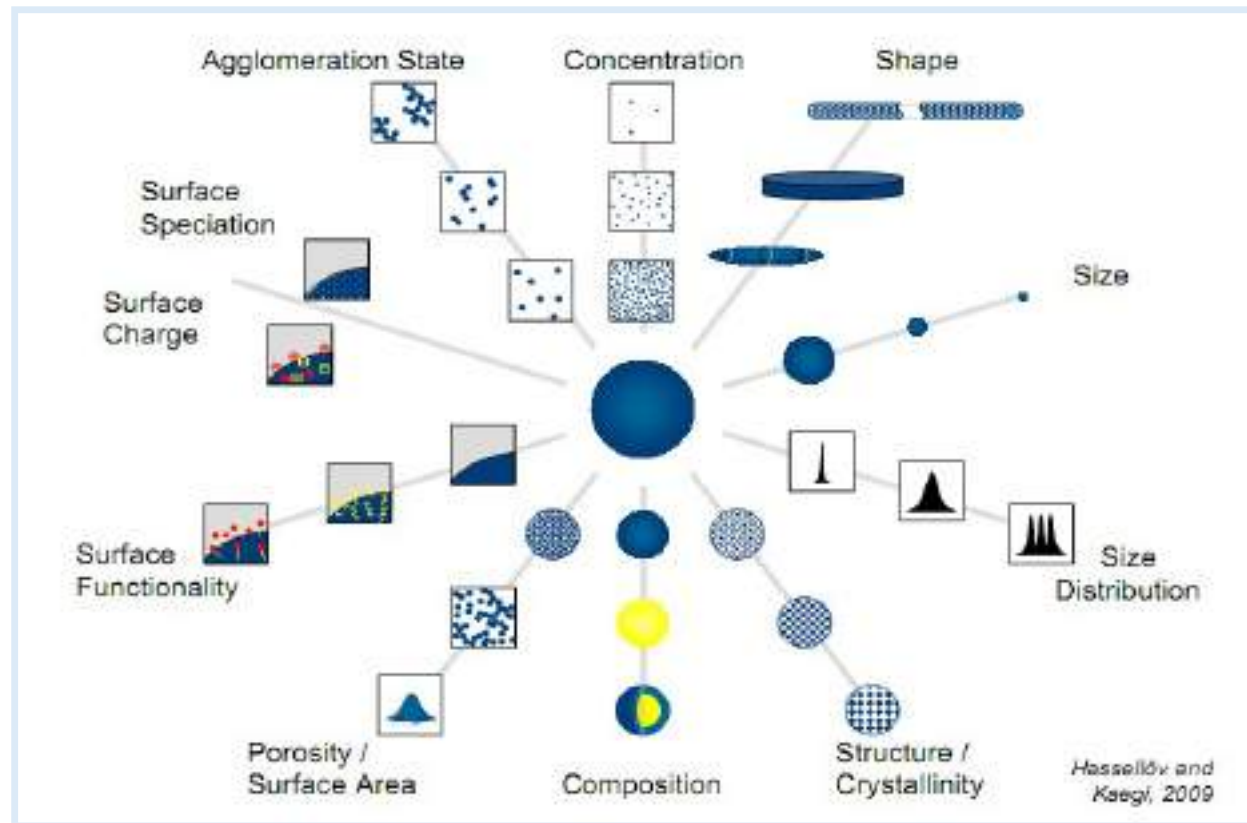 Agglomeration State
Concentration
Shape
Surface
Speciation
Size
Surface
Charge
Surface
Functionality
Size
Distribution
Porosity /
Surface Area
Composition
Structure /
Crystallinity
Hassellöv and
Kaegi, 2009